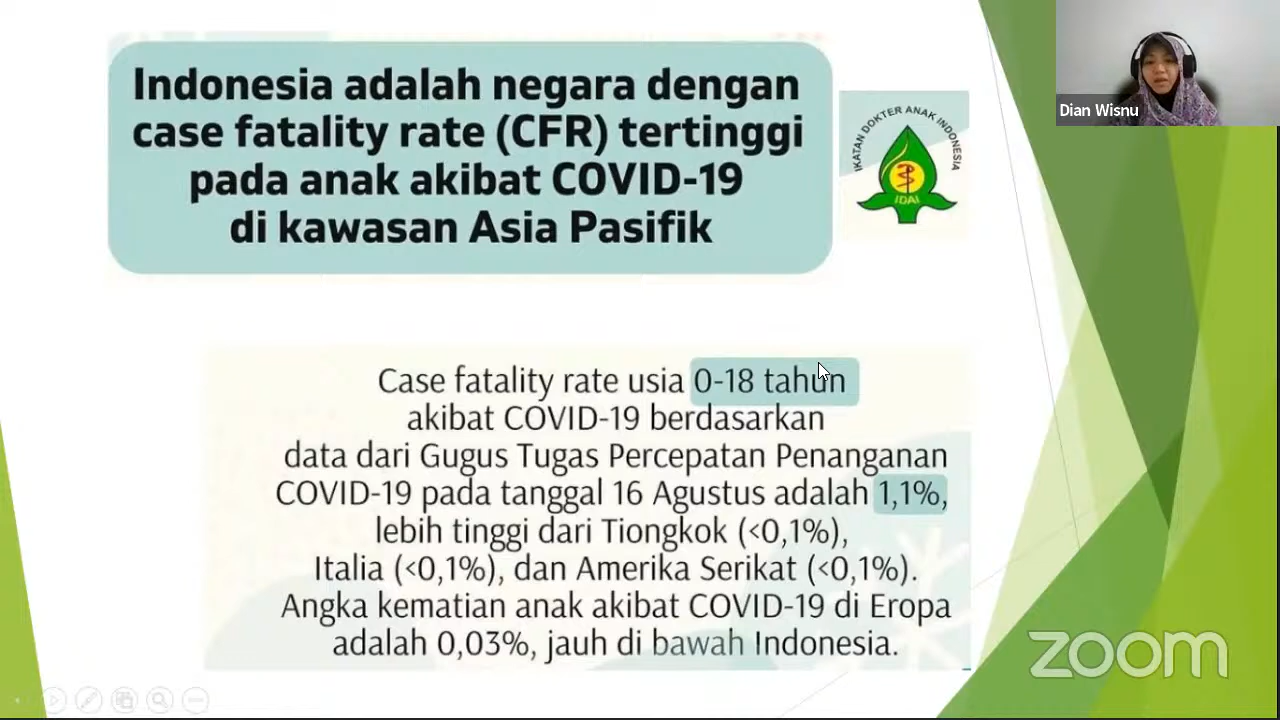 Indonesia adalah negara dengan
case fatality rate (CFR) tertinggi
pada anak akibat COVID-19
di kawasan Asia Pasifik
IKATAN DOKTER ANAK INDONESIA
IDAI
Dian Wisnu
Case fatality rate usia 0-18 tahun
akibat COVID-19 berdasarkan
data dari Gugus Tugas Percepatan Penanganan
COVID-19 pada tanggal 16 Agustus adalah 1,1%,
lebih tinggi dari Tiongkok (<0,1%),
Italia (<0,1%), dan Amerika Serikat (<0,1%).
Angka kematian anak akibat COVID-19 di Eropa
adalah 0,03%, jauh di bawah Indonesia.
zoom